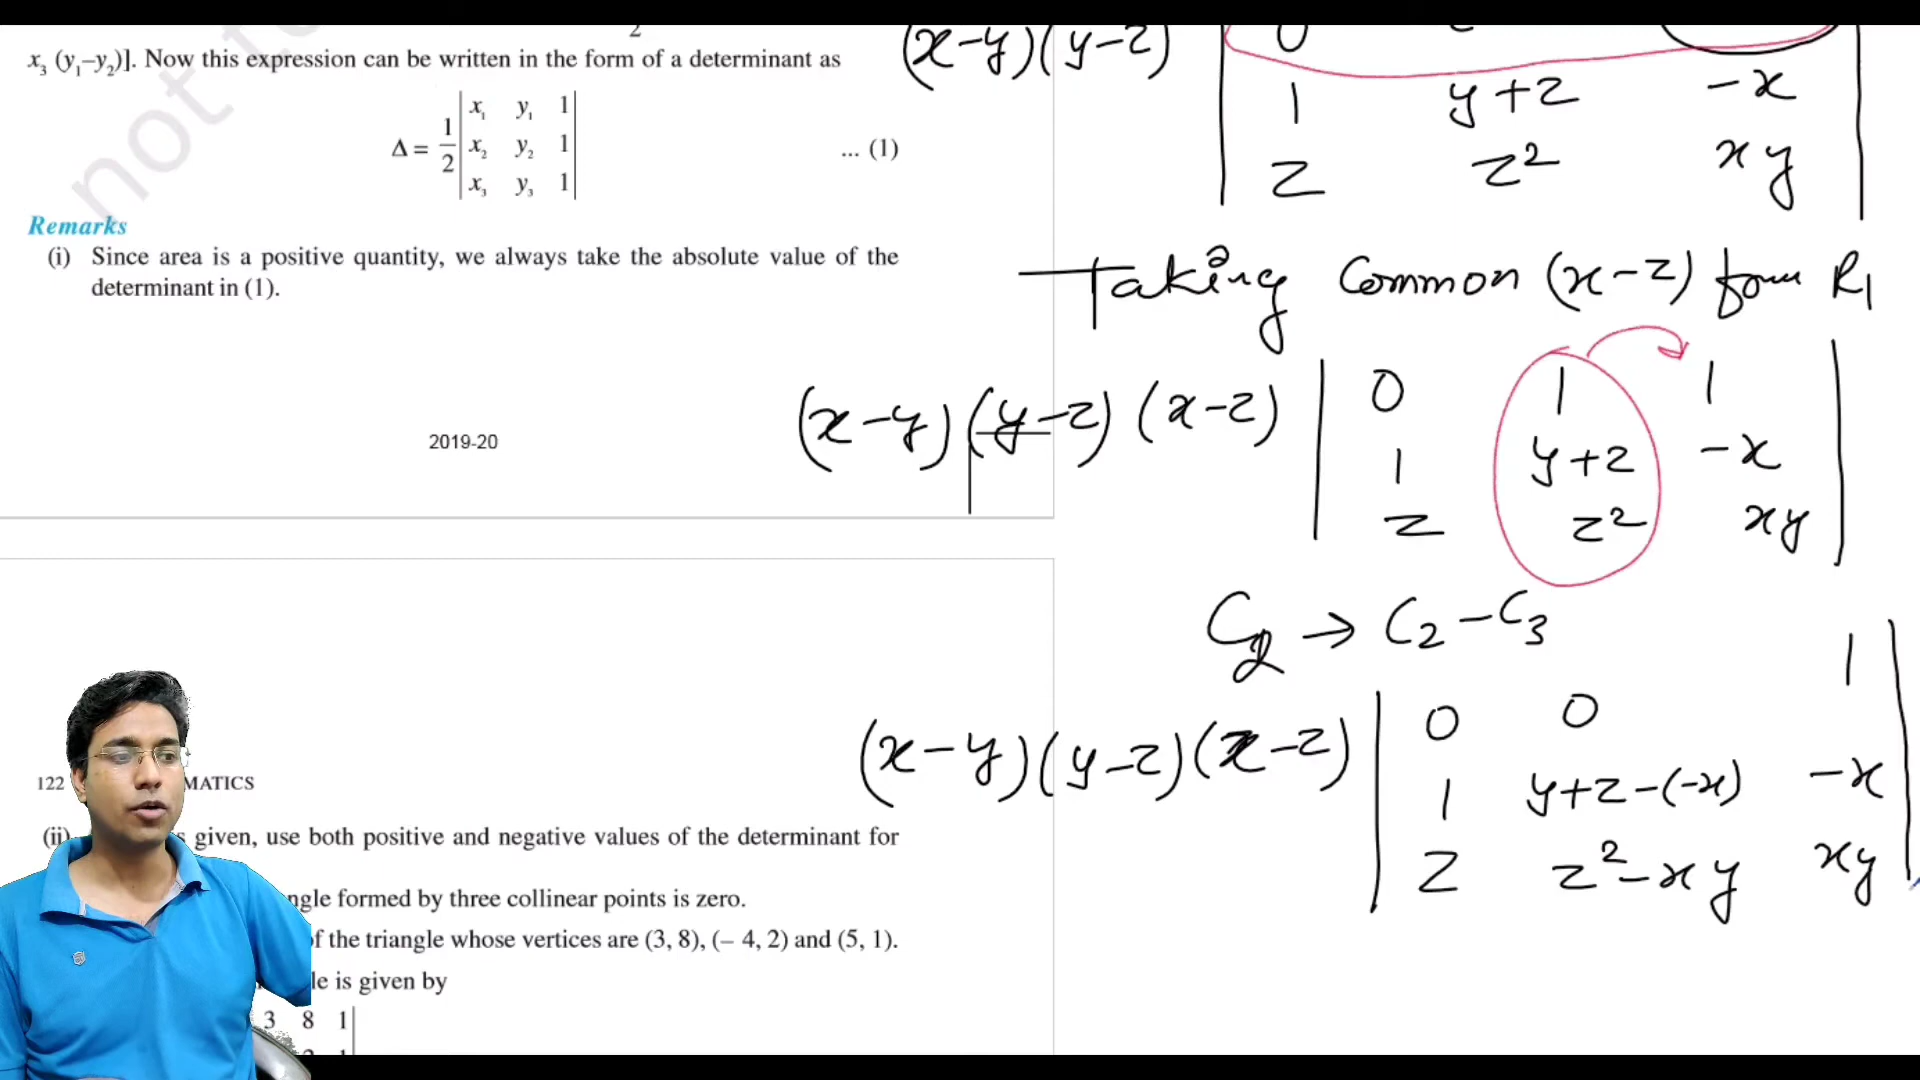 not
2
x₃ (y₁–y₂)]. Now this expression can be written in the form of a determinant as
Δ = 1/2 | x₁ y₁ 1 |
| x₂ y₂ 1 | ... (1)
| x₃ y₃ 1 |
Remarks
(i) Since area is a positive quantity, we always take the absolute value of the
determinant in (1).
2019-20
122 MATICS
(ii) given, use both positive and negative values of the determinant for
ngle formed by three collinear points is zero.
of the triangle whose vertices are (3, 8), (– 4, 2) and (5, 1).
le is given by
3 8 1
(x-y)(y-z) | 0
| 1 y+z -x |
| z z² xy |
Taking Common (x-z) from R1
(x-y)(y-z)(x-z) | 0 1 1 |
| 1 y+z -x |
| z z² xy |
C2 → C2-C3
(x-y)(y-z)(x-z) | 0 0 1 |
| 1 y+z-(-x) -x |
| z z²-xy xy |